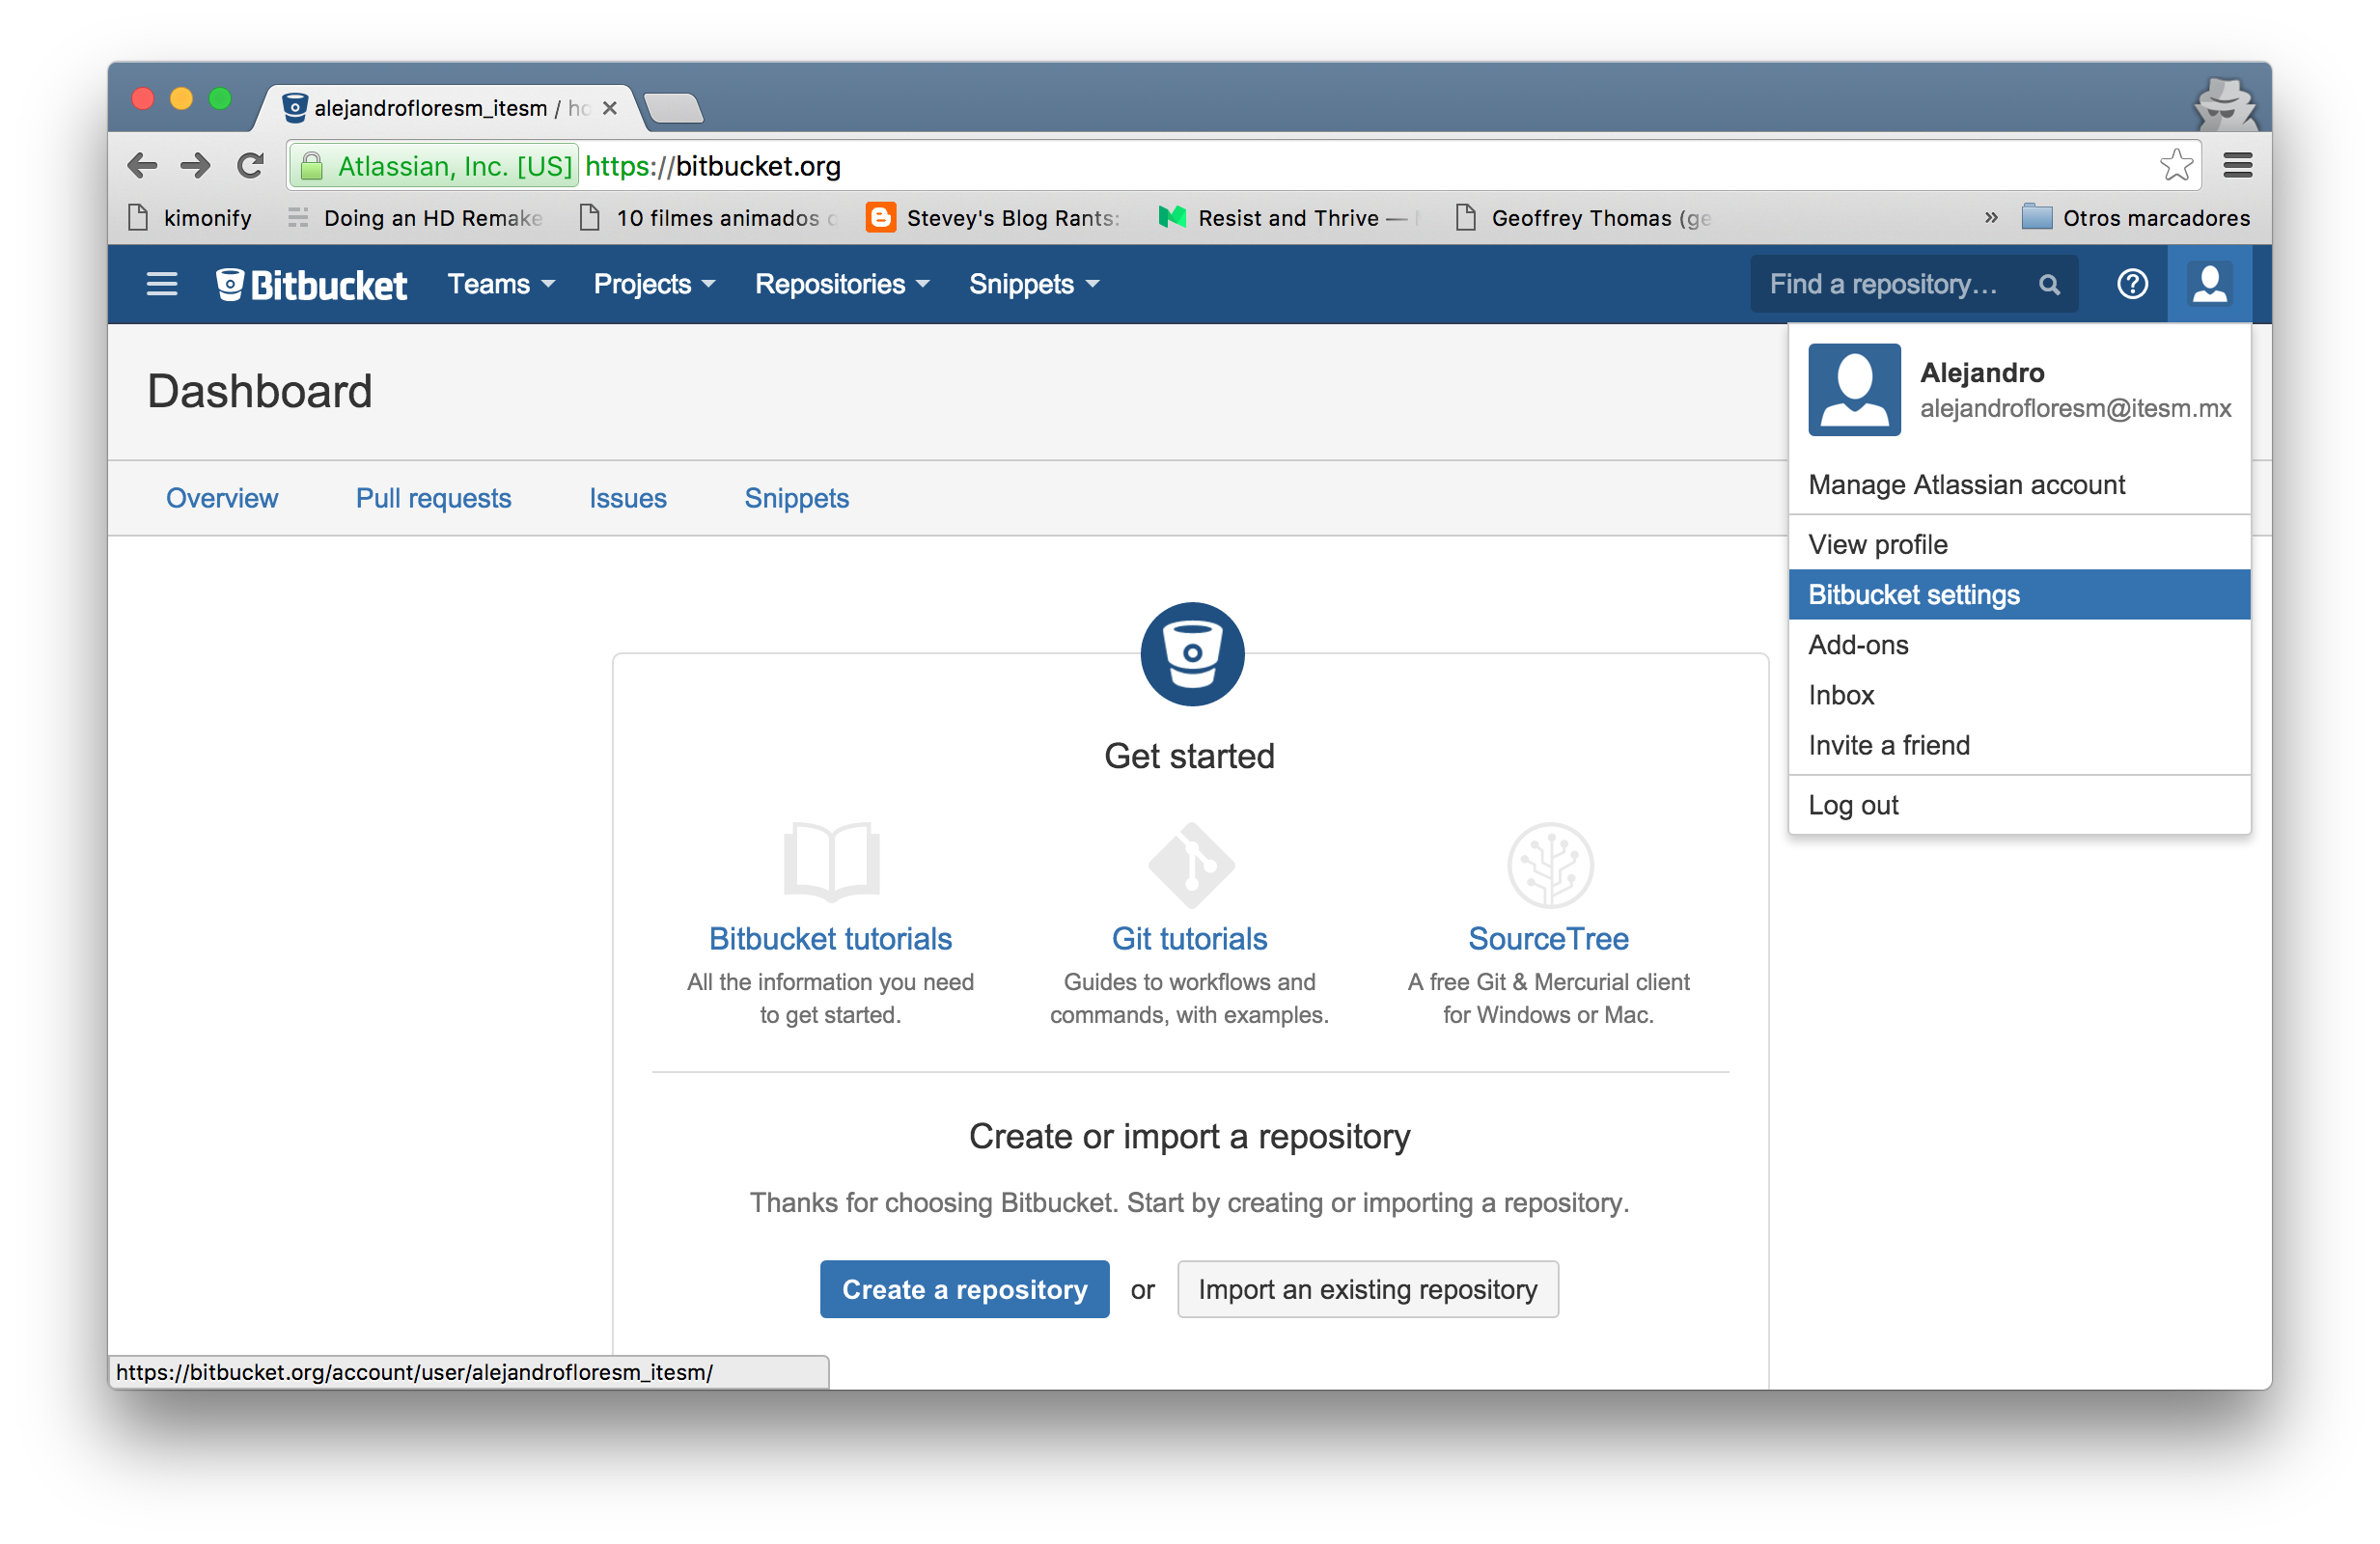 alejandrofloresm_itesm / ho
Atlassian, Inc. [US] https://bitbucket.org
kimonify Doing an HD Remake 10 filmes animados Stevey's Blog Rants: Resist and Thrive — Geoffrey Thomas (ge » Otros marcadores
Bitbucket Teams Projects Repositories Snippets Find a repository...
Dashboard
Alejandro
alejandrofloresm@itesm.mx
Manage Atlassian account
View profile
Bitbucket settings
Add-ons
Inbox
Invite a friend
Log out
Overview Pull requests Issues Snippets
Get started
Bitbucket tutorials Git tutorials SourceTree
All the information you need Guides to workflows and A free Git & Mercurial client
to get started. commands, with examples. for Windows or Mac.
Create or import a repository
Thanks for choosing Bitbucket. Start by creating or importing a repository.
Create a repository or Import an existing repository
https://bitbucket.org/account/user/alejandrofloresm_itesm/